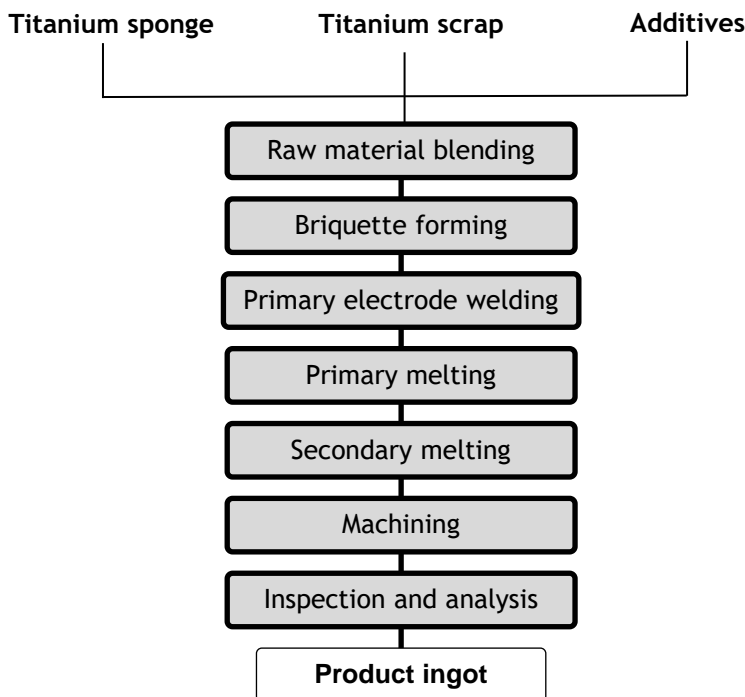 Titanium sponge
Titanium scrap
Additives
Raw material blending
Briquette forming
Primary electrode welding
Primary melting
Secondary melting
Machining
Inspection and analysis
Product ingot